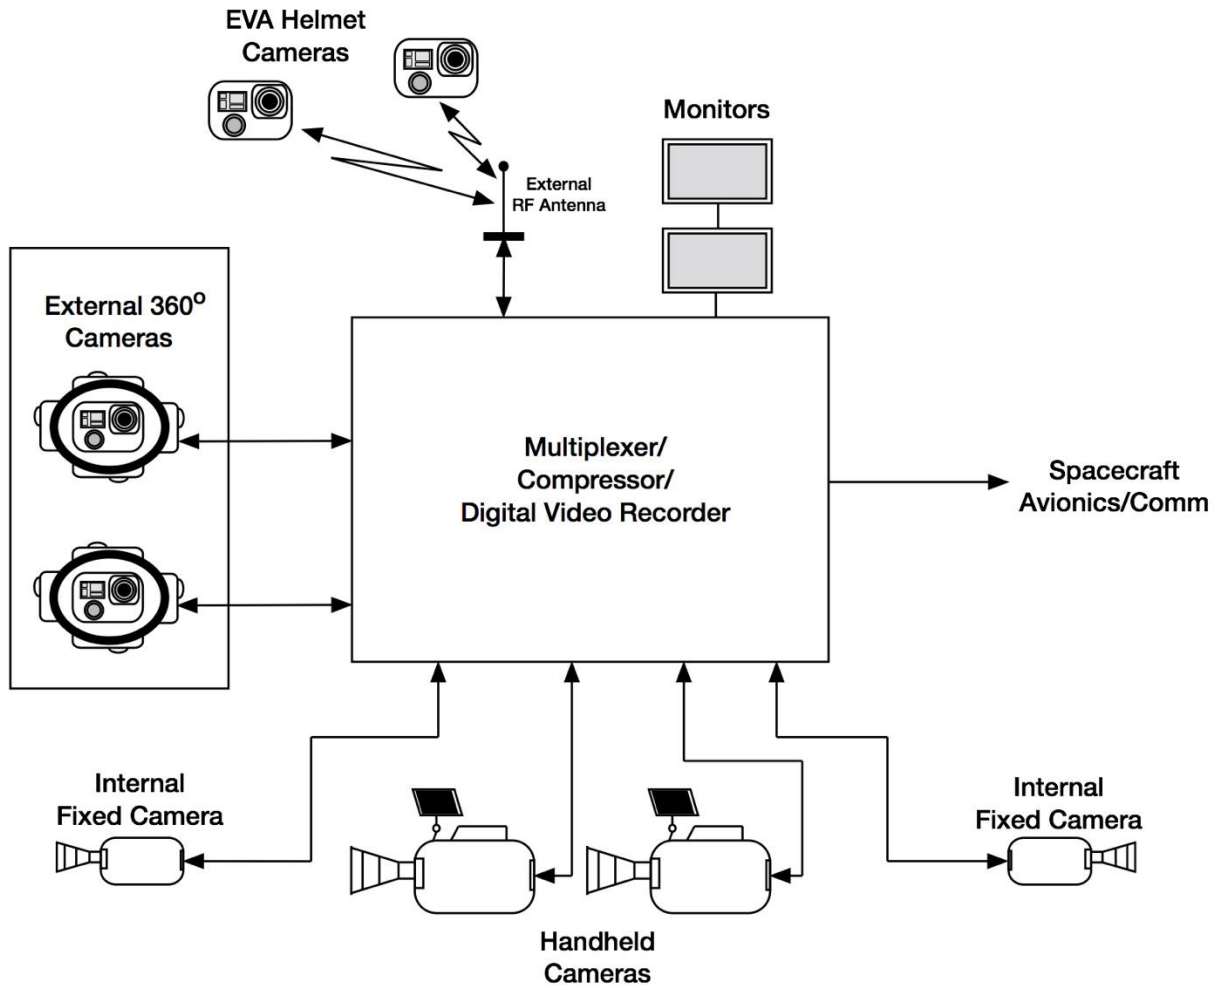 EVA Helmet
Cameras
Monitors
External
RF Antenna
External 360º
Cameras
Multiplexer/
Compressor/
Digital Video Recorder
Spacecraft
Avionics/Comm
Internal
Fixed Camera
Internal
Fixed Camera
Handheld
Cameras